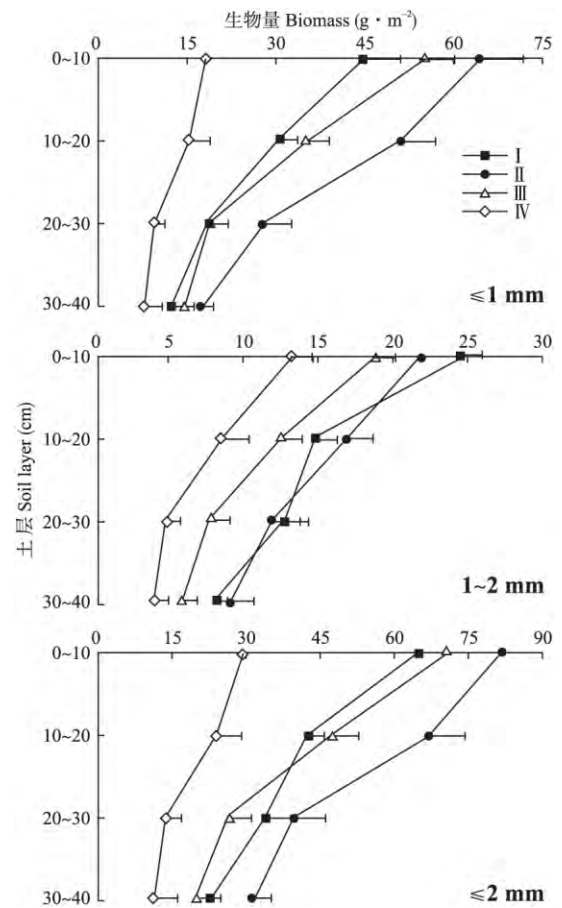 生物量 Biomass (g·m⁻²)
0 15 30 45 60 75
0~10
10~20
20~30
30~40
I
II
III
IV
≤1 mm
0 5 10 15 20 25 30
0~10
10~20
20~30
30~40
土层 Soil layer (cm)
1~2 mm
0 15 30 45 60 75 90
0~10
10~20
20~30
30~40
≤2 mm